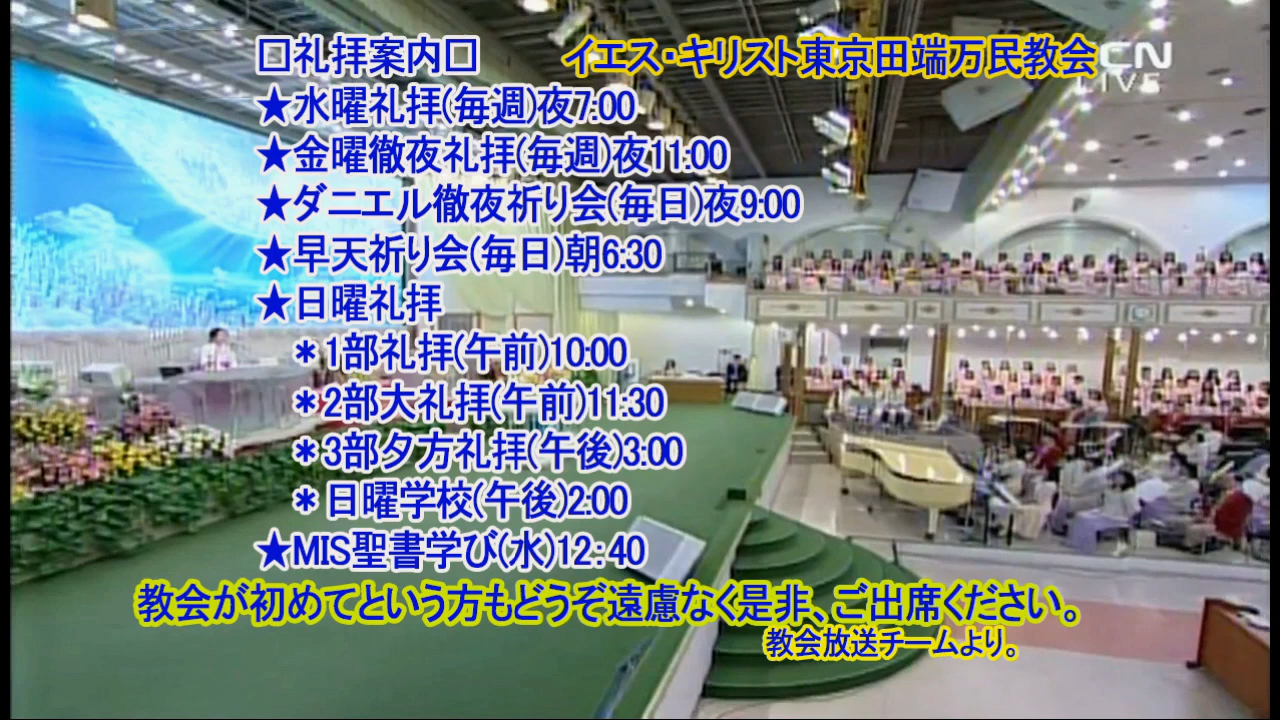 □礼拝案内□ イエス・キリスト東京田端万民教会
CN
LIVE
★水曜礼拝(毎週)夜7:00
★金曜徹夜礼拝(毎週)夜11:00
★ダニエル徹夜祈り会(毎日)夜9:00
★早天祈り会(毎日)朝6:30
★日曜礼拝
＊1部礼拝(午前)10:00
＊2部大礼拝(午前)11:30
＊3部夕方礼拝(午後)3:00
＊日曜学校(午後)2:00
★MIS聖書学び(水)12:40
教会が初めてという方もどうぞ遠慮なく是非、ご出席ください。
教会放送チームより。